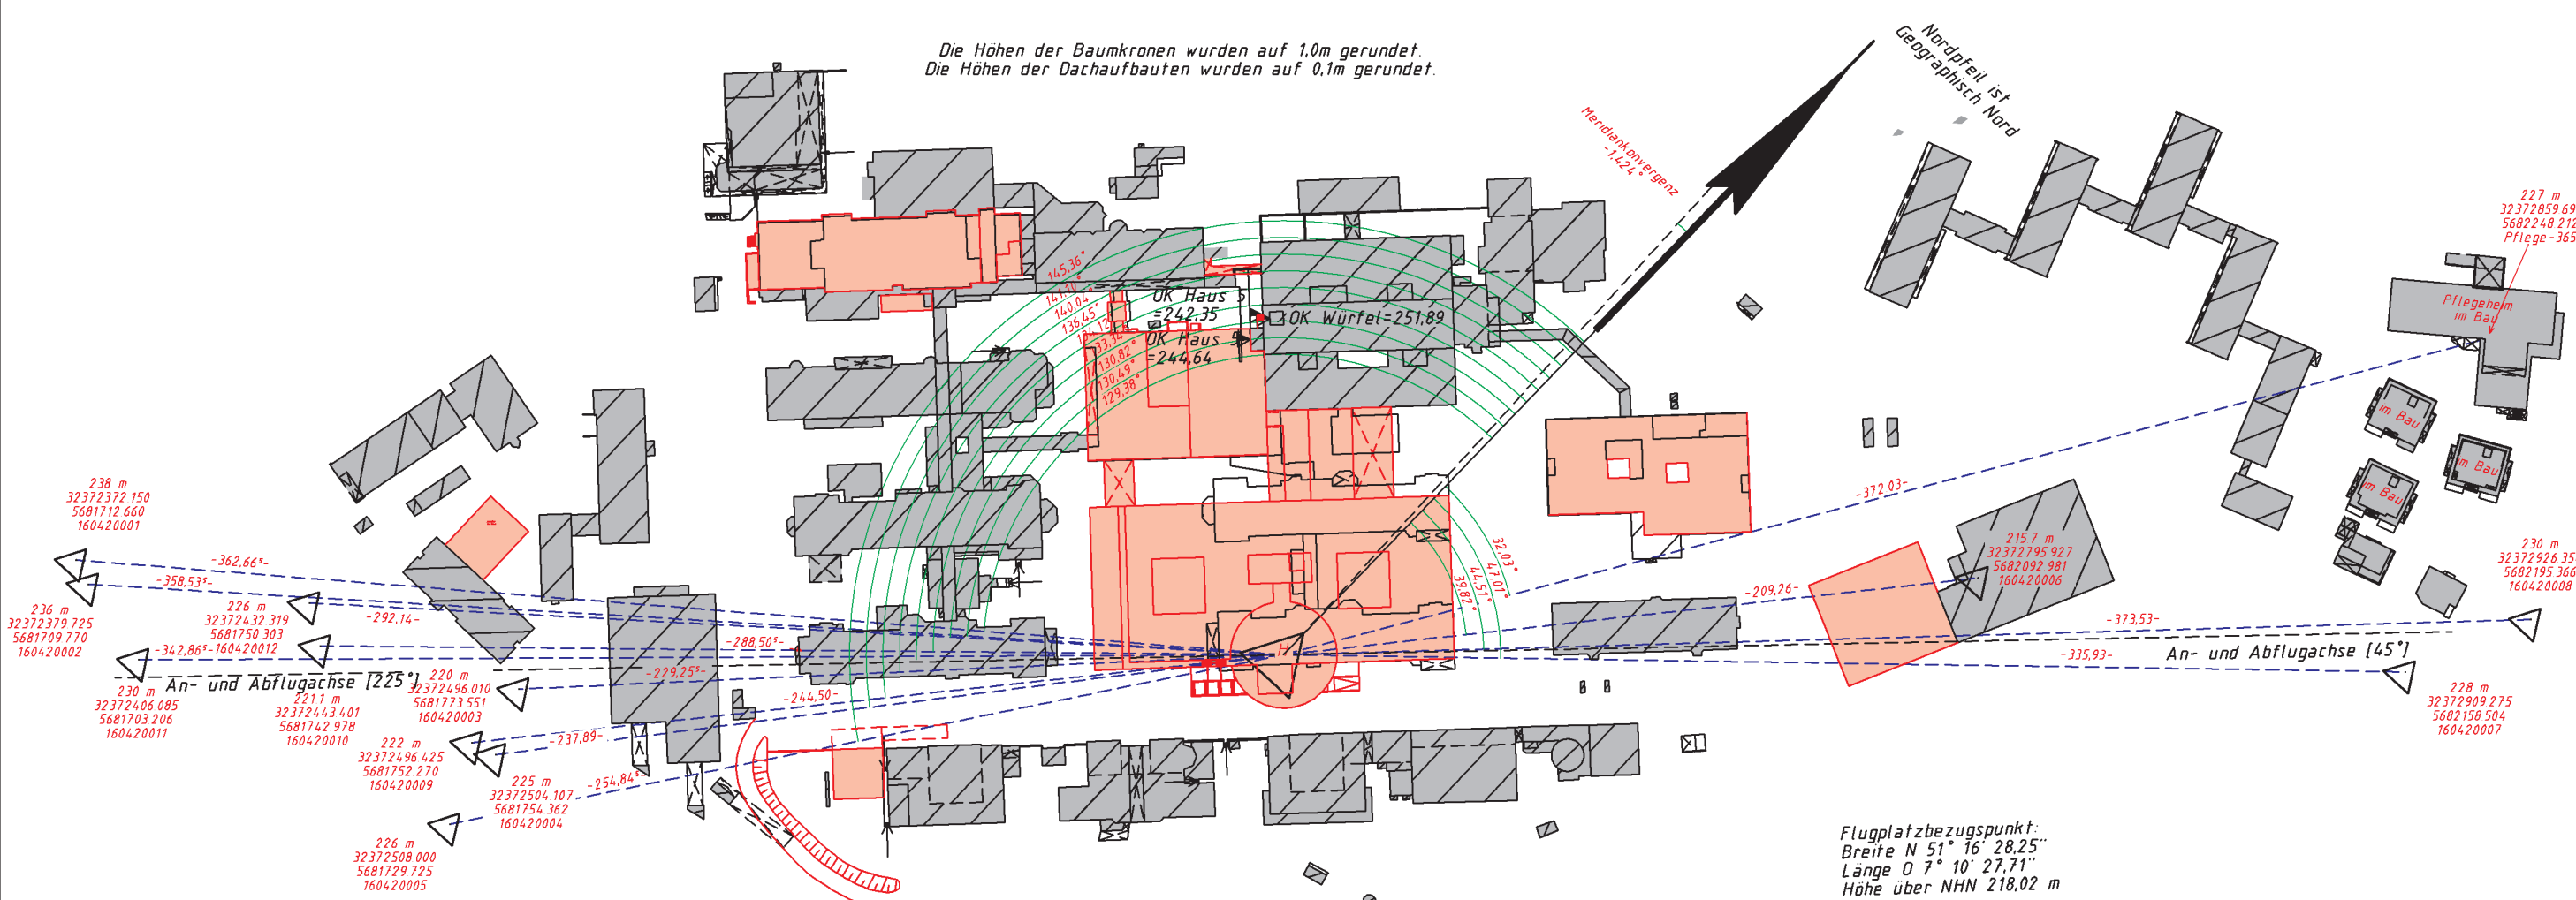 Die Höhen der Baumkronen wurden auf 1,0m gerundet.
Die Höhen der Dachaufbauten wurden auf 0,1m gerundet.
Nordpfeil ist
Geographisch Nord
Meridiankonvergenz
-1,424°
227 m
32372859.69
5682248.212
Pflege-365
Pflegeheim
im Bau
im Bau
im Bau
im Bau
145,36°
141,10°
140,04°
136,45°
133,34°
130,82°
130,49°
129,38°
OK Haus 5
=242,35
OK Würfel=251,89
OK Haus 9
=244,64
238 m
32372372.150
5681712.660
160420001
-362,66⁵-
-358,53⁵-
236 m
32372379.725
5681709.770
160420002
226 m
32372432.319
5681750.303
160420012
-292,14-
-288,50⁵-
-342,86⁵-
230 m
32372406.085
5681703.206
160420011
An- und Abflugachse [225°]
221.1 m
32372443.401
5681742.978
160420010
220 m
32372496.010
5681773.551
160420003
-229,25⁵-
-244,50-
222 m
32372496.425
5681752.270
160420009
-237,89-
225 m
32372504.107
5681754.362
160420004
-254,84⁵-
226 m
32372508.000
5681729.725
160420005
H
32,03°
47,01°
44,51°
39,82°
-372,03-
-209,26-
215.7 m
32372795.927
5682092.981
160420006
230 m
32372926.35
5682195.366
160420008
-373,53-
-335,93-
An- und Abflugachse [45°]
228 m
32372909.275
5682158.504
160420007
Flugplatzbezugspunkt:
Breite N 51° 16' 28,25"
Länge O 7° 10' 27,71"
Höhe über NHN 218,02 m